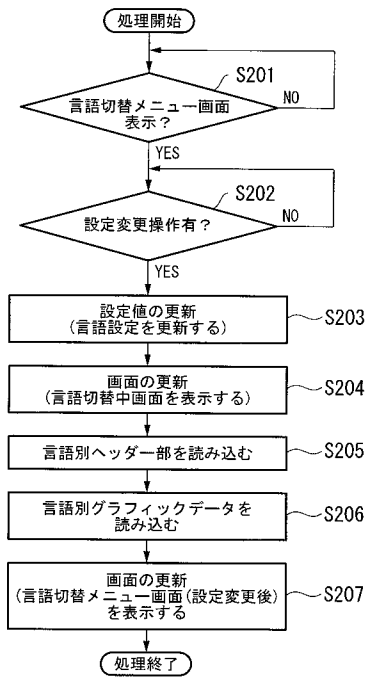 処理開始
S201
言語切替メニュー画面
表示？
NO
YES
S202
設定変更操作有？
NO
YES
設定値の更新
(言語設定を更新する)
S203
画面の更新
(言語切替中画面を表示する)
S204
言語別ヘッダー部を読み込む
S205
言語別グラフィックデータを
読み込む
S206
画面の更新
(言語切替メニュー画面(設定変更後)
を表示する
S207
処理終了